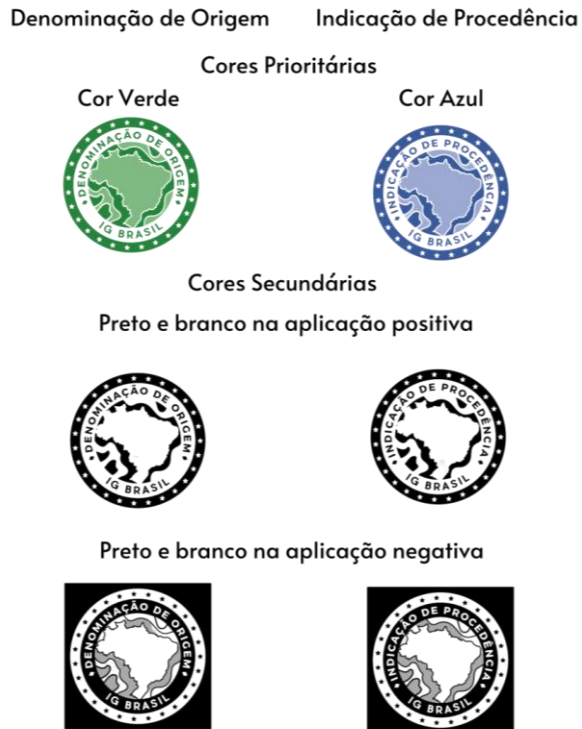 Denominação de Origem Indicação de Procedência
Cores Prioritárias
Cor Verde Cor Azul
DENOMINAÇÃO DE ORIGEM
IG BRASIL
INDICAÇÃO DE PROCEDÊNCIA
IG BRASIL
Cores Secundárias
Preto e branco na aplicação positiva
DENOMINAÇÃO DE ORIGEM
IG BRASIL
INDICAÇÃO DE PROCEDÊNCIA
IG BRASIL
Preto e branco na aplicação negativa
DENOMINAÇÃO DE ORIGEM
IG BRASIL
INDICAÇÃO DE PROCEDÊNCIA
IG BRASIL